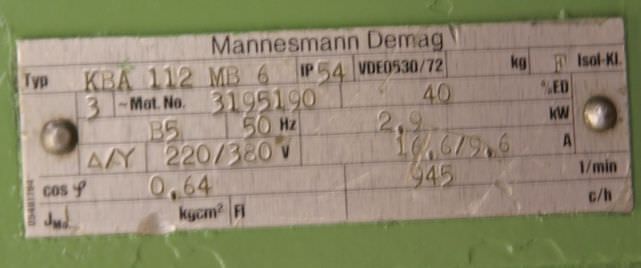 Mannesmann Demag
Typ KBA 112 MB 6 IP 54 VDE0530/72 kg F Isol-Kl.
3 ~Mot. No. 3195190 40 %ED
B5 50 Hz 2,9 kW
Δ/Y 220/380 V 16,6/9,6 A
cos φ 0,64 945 1/min
JMot kgcm² FI c/h